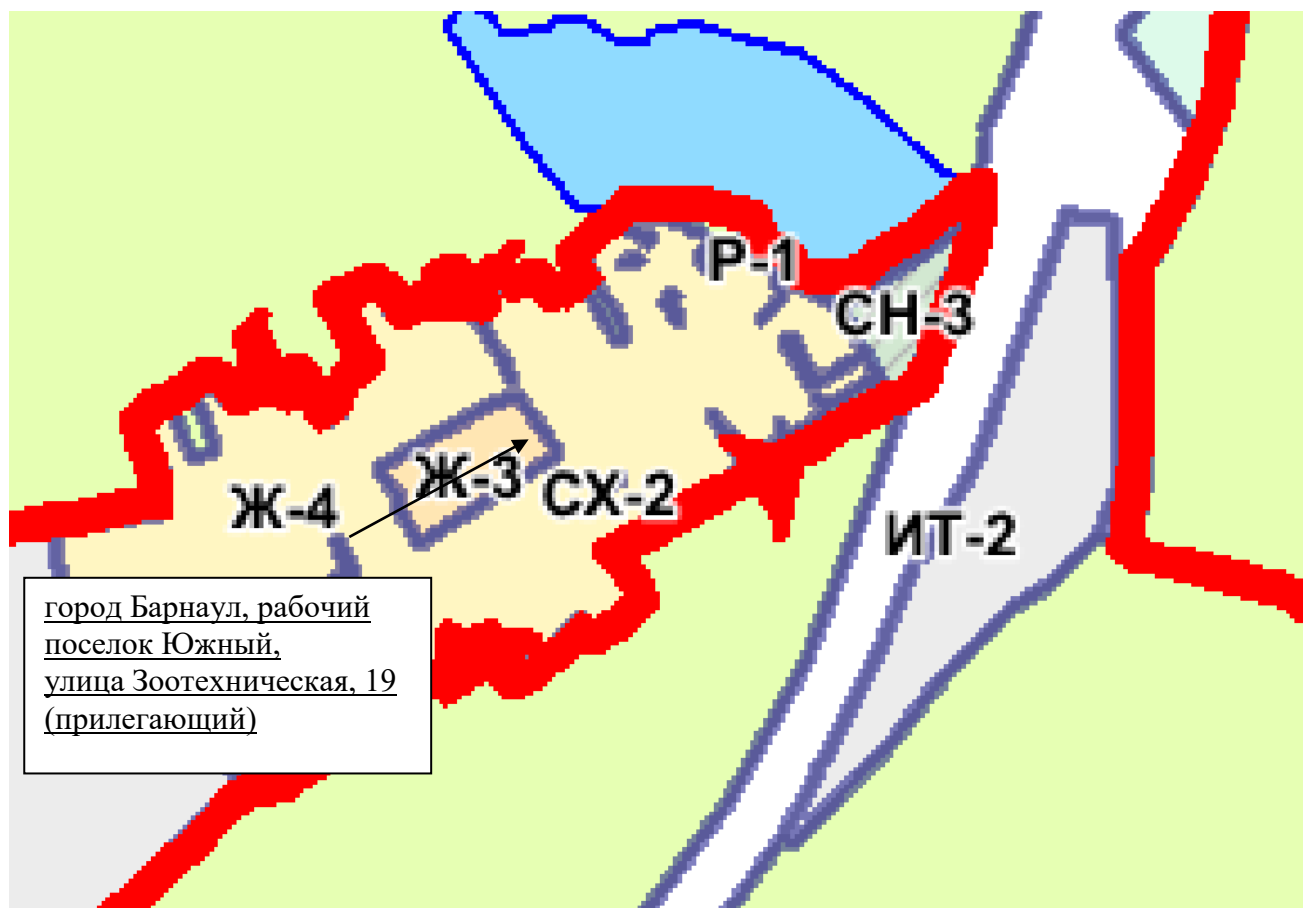 Р-1
СН-3
Ж-3
Ж-4
СХ-2
ИТ-2
город Барнаул, рабочий
поселок Южный,
улица Зоотехническая, 19
(прилегающий)